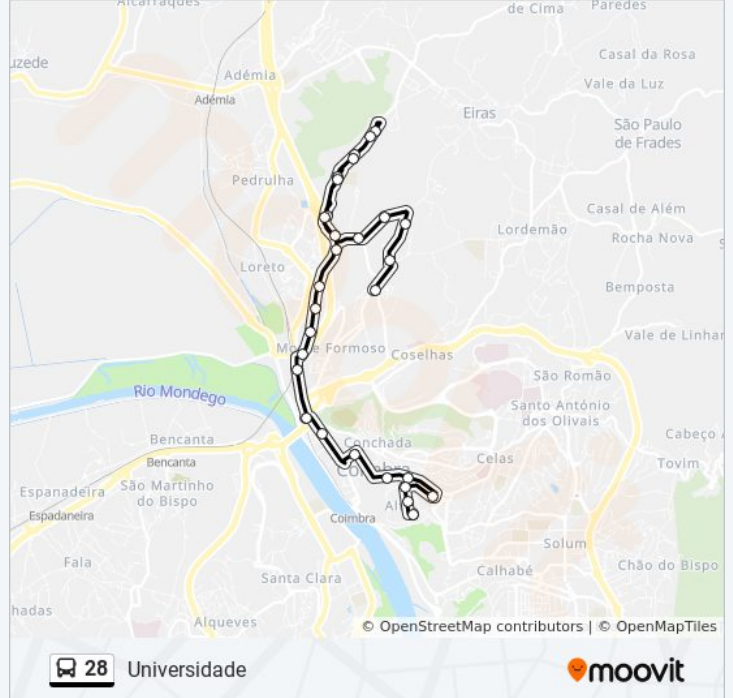 Alcarraques
de Cima
Paredes
uzede
Casal da Rosa
Adémia
Vale da Luz
Adémia
Eiras
São Paulo
de Frades
Pedrulha
Casal de Além
Lordemão
Rocha Nova
Loreto
Bemposta
Vale de Linhar
Coselhas
São Romão
Rio Mondego
Santo António
dos Olivais
Bencanta
Conchada
Cabeço
Bencanta
Celas
Tovim
Coimbra
Espanadeira
São Martinho
do Bispo
Espadaneira
Coimbra
Solum
Fala
Chão do Bispo
Santa Clara
Calhabé
hadas
Alqueves
© OpenStreetMap contributors | © OpenMapTiles
28 Universidade
moovit